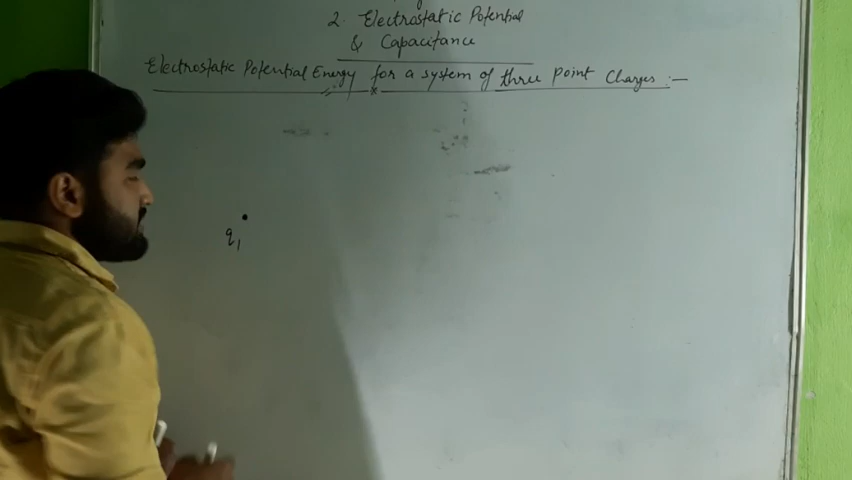 2. Electrostatic Potential
& Capacitance
Electrostatic Potential Energy for a system of three point Charges :-
q1